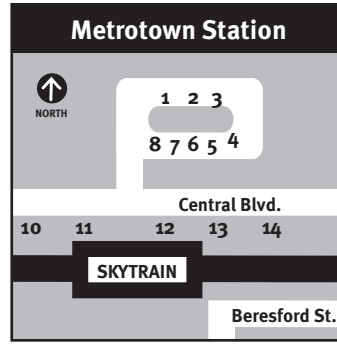 Metrotown Station
NORTH
1 2 3
8 7 6 5 4
Central Blvd.
10 11 12 13 14
SKYTRAIN
Beresford St.